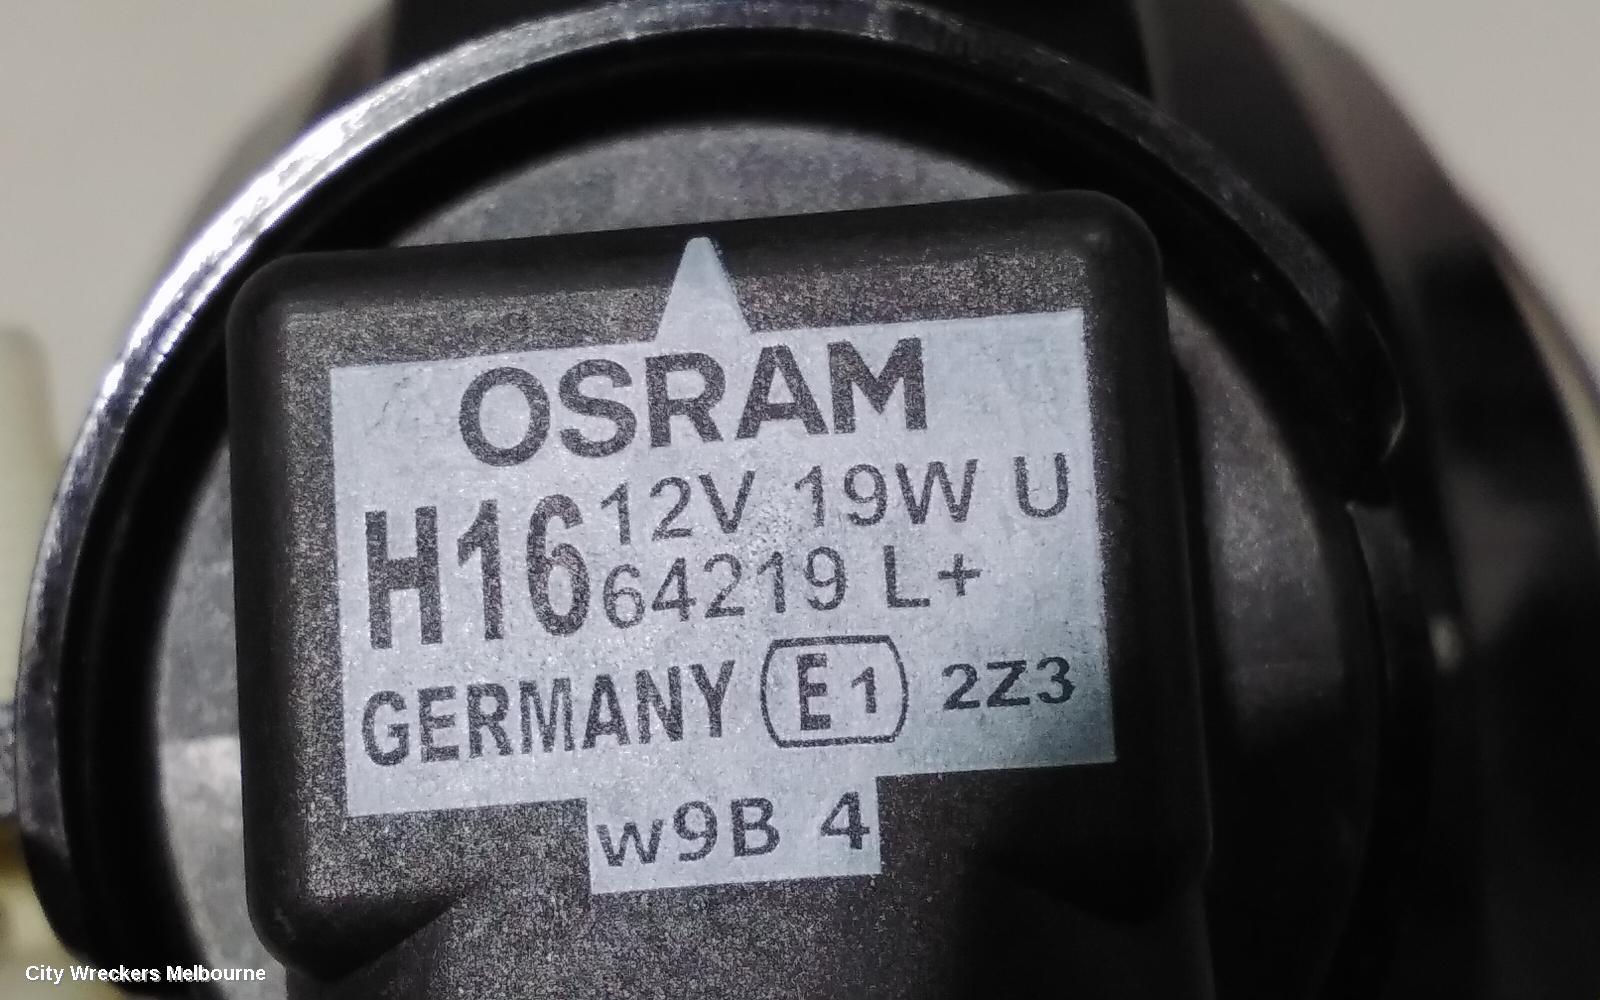 OSRAM
H16 12V 19W U
64219 L+
GERMANY E1 2Z3
w9B 4
City Wreckers Melbourne